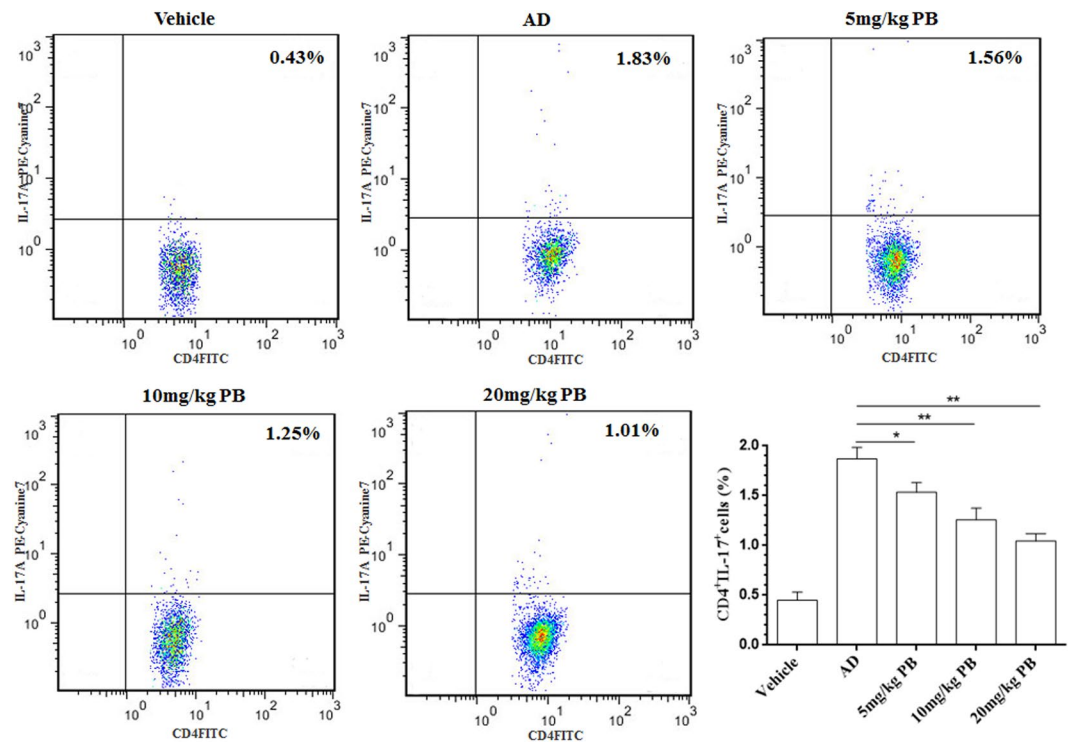 Vehicle
AD
5mg/kg PB
0.43%
1.83%
1.56%
IL-17A PE-Cyanine7
10^3
10^2
10^1
10^0
10^0 10^1 10^2 10^3
CD4FITC
IL-17A PE-Cyanine7
10^3
10^2
10^1
10^0
10^0 10^1 10^2 10^3
CD4FITC
IL-17A PE-Cyanine7
10^3
10^2
10^1
10^0
10^0 10^1 10^2 10^3
CD4FITC
10mg/kg PB
20mg/kg PB
1.25%
1.01%
IL-17A PE-Cyanine7
10^3
10^2
10^1
10^0
10^0 10^1 10^2 10^3
CD4FITC
IL-17A PE-Cyanine7
10^3
10^2
10^1
10^0
10^0 10^1 10^2 10^3
CD4FITC
**
**
*
CD4⁺IL-17⁺cells (%)
2.0
1.5
1.0
0.5
0.0
Vehicle
AD
5mg/kg PB
10mg/kg PB
20mg/kg PB